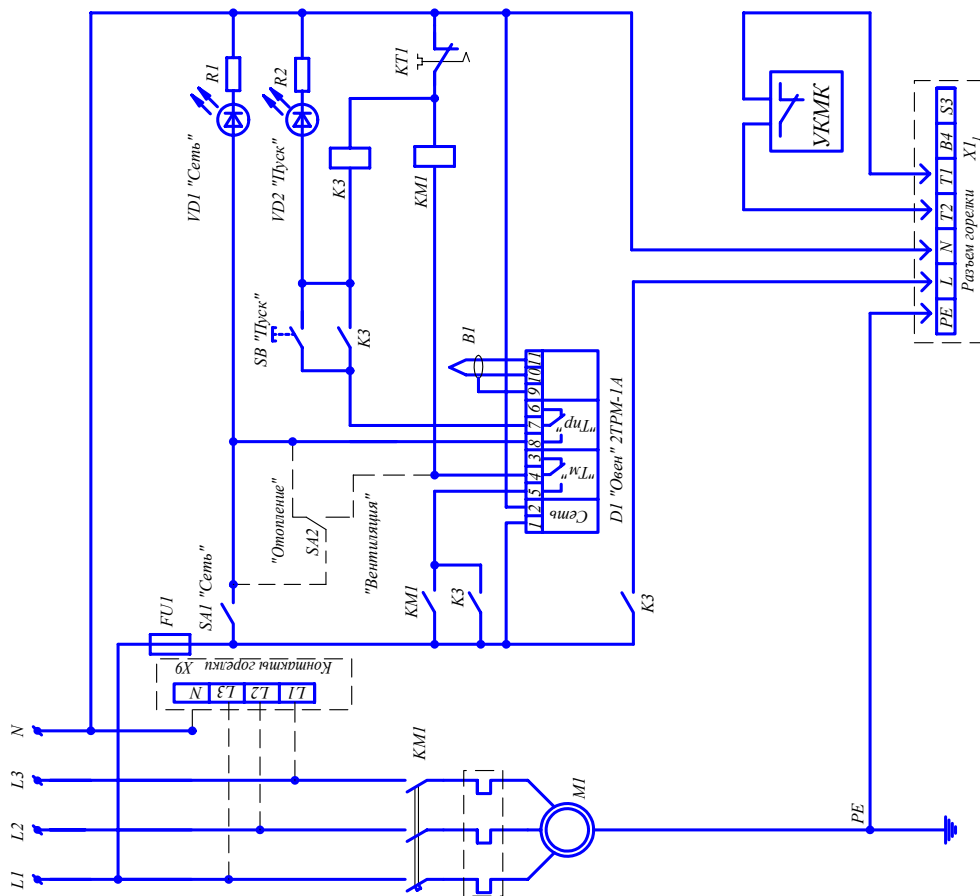 N
L3
L2
L1
FU1
SA1 "Сеть"
Контакты горелки X9
N
L3
L2
L1
KM1
M1
PE
VD1 "Сеть"
R1
VD2 "Пуск"
R2
K3
KM1
KT1
SB "Пуск"
K3
"Отопление"
SA2
"Вентиляция"
KM1
K3
K3
B1
1 2 5 4 3 8 7 6 9 10 11
Сеть
"Тм"
"Тпр"
D1 "Овен" 2ТРМ-1А
УКМК
PE L N T2 T1 B4 S3
Разъем горелки
X1